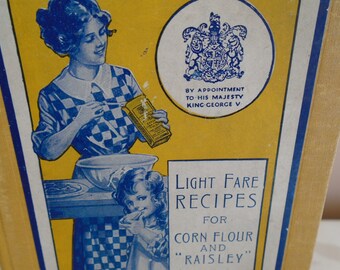 BY APPOINTMENT
TO HIS MAJESTY
KING GEORGE V
LIGHT FARE
RECIPES
FOR
CORN FLOUR
AND
"RAISLEY"